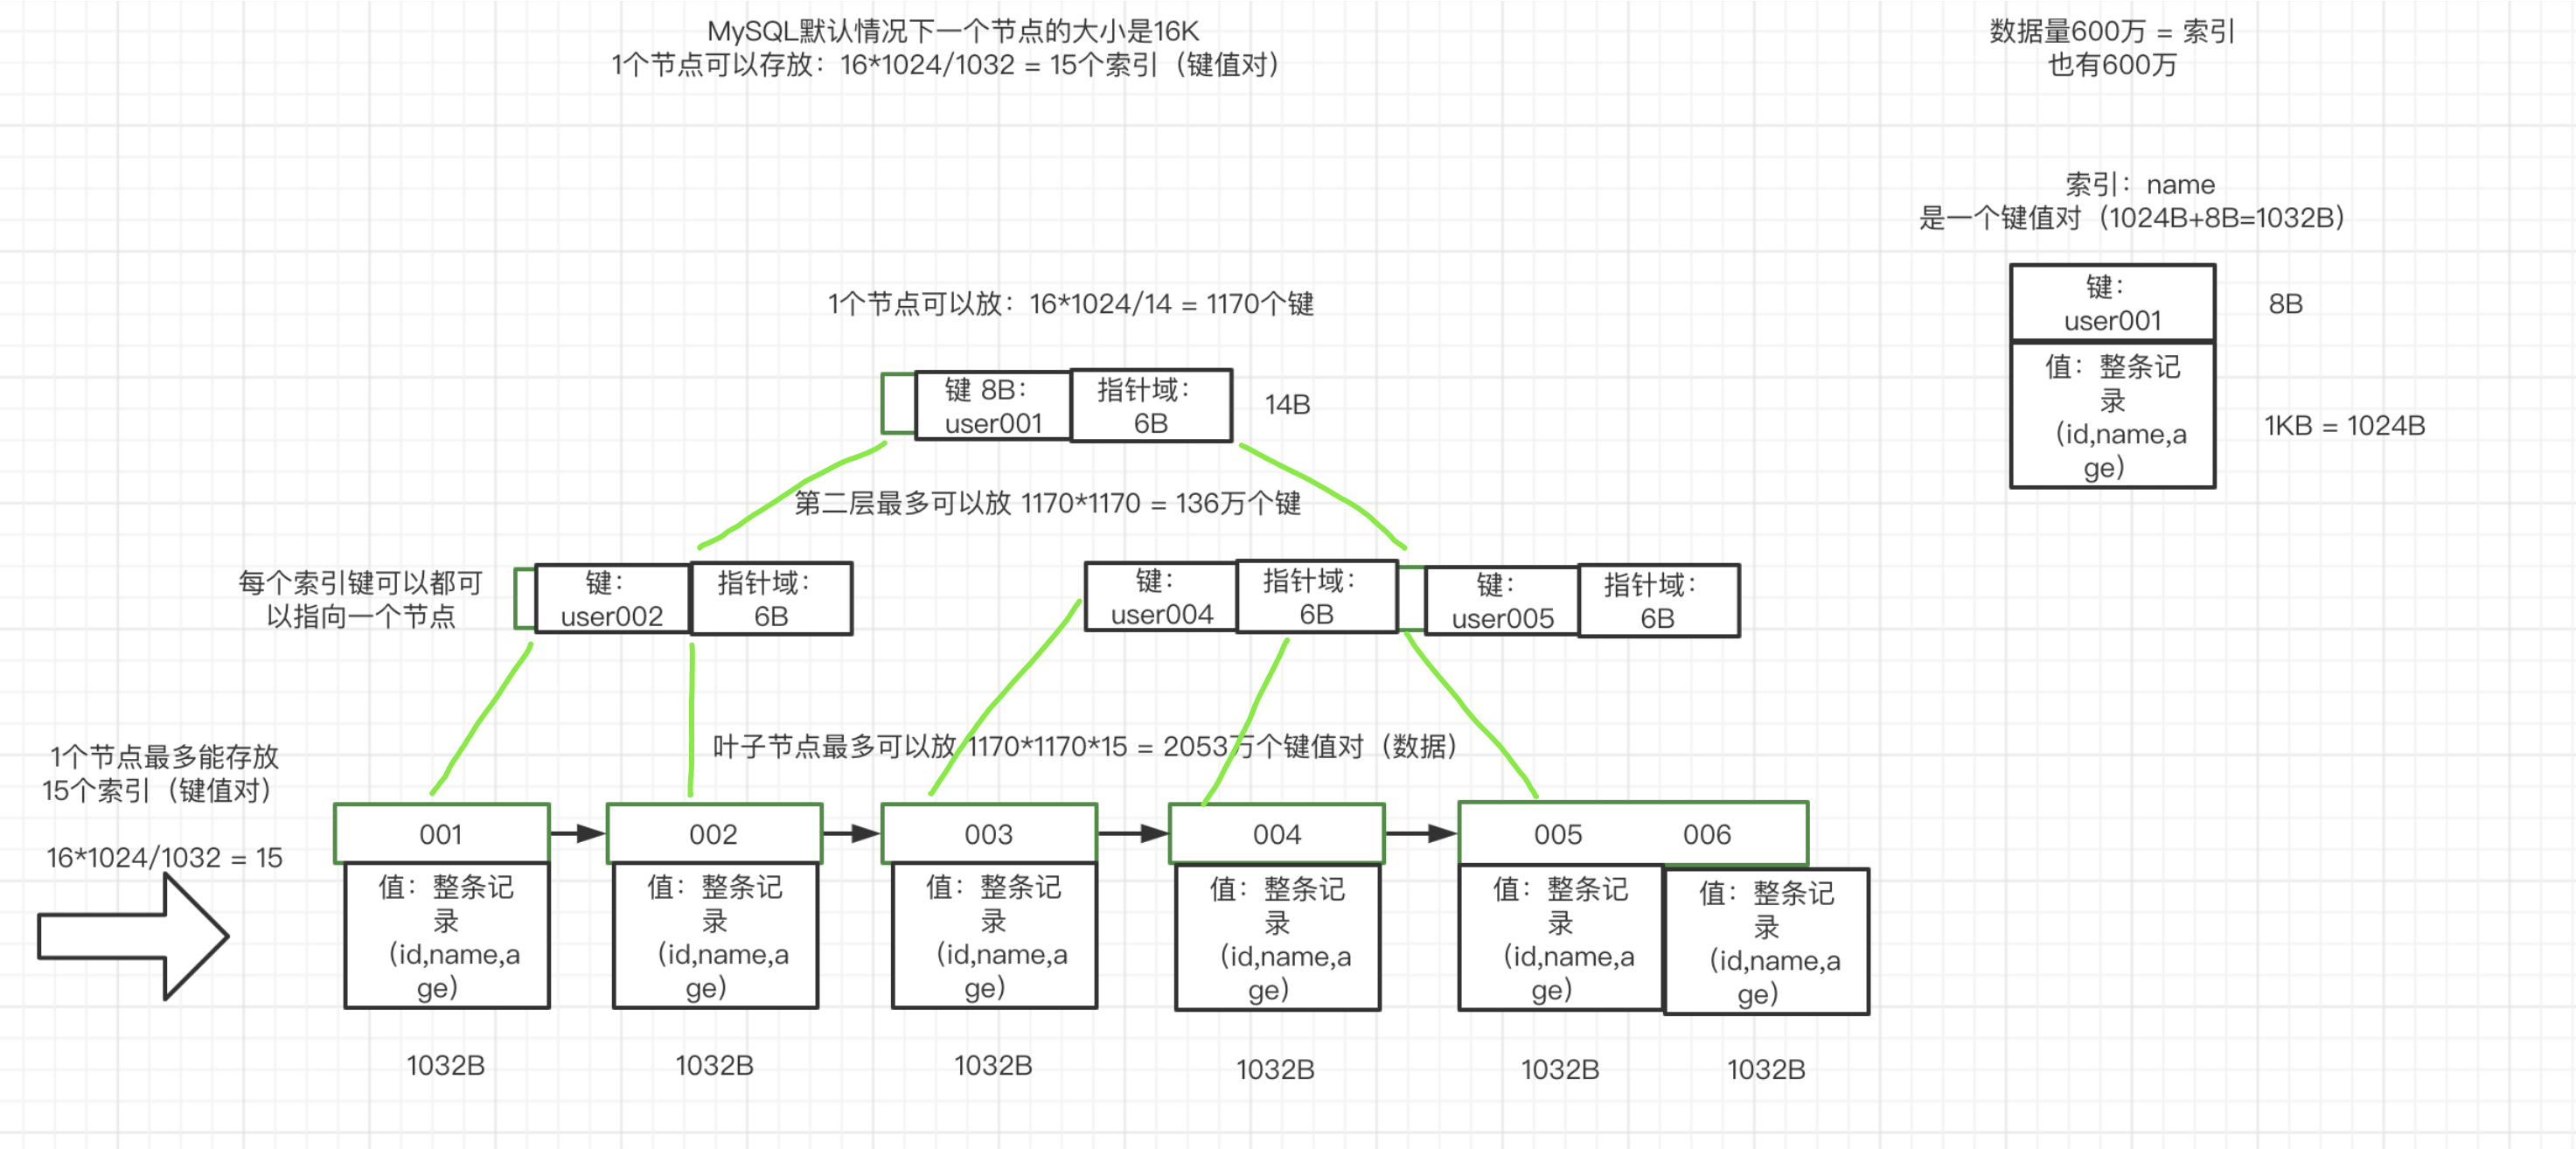 MySQL默认情况下一个节点的大小是16K
1个节点可以存放：16*1024/1032 = 15个索引（键值对）
数据量600万 = 索引
也有600万
索引：name
是一个键值对（1024B+8B=1032B）
键：
user001
8B
值：整条记
录
（id,name,a
ge）
1KB = 1024B
1个节点可以放：16*1024/14 = 1170个键
键 8B：
user001
指针域：
6B
14B
第二层最多可以放 1170*1170 = 136万个键
每个索引键可以都可
以指向一个节点
键：
user002
指针域：
6B
键：
user004
指针域：
6B
键：
user005
指针域：
6B
叶子节点最多可以放 1170*1170*15 = 2053万个键值对（数据）
1个节点最多能存放
15个索引（键值对）
16*1024/1032 = 15
001
002
003
004
005
006
值：整条记
录
（id,name,a
ge）
值：整条记
录
（id,name,a
ge）
值：整条记
录
（id,name,a
ge）
值：整条记
录
（id,name,a
ge）
值：整条记
录
（id,name,a
ge）
值：整条记
录
（id,name,a
ge）
1032B
1032B
1032B
1032B
1032B
1032B